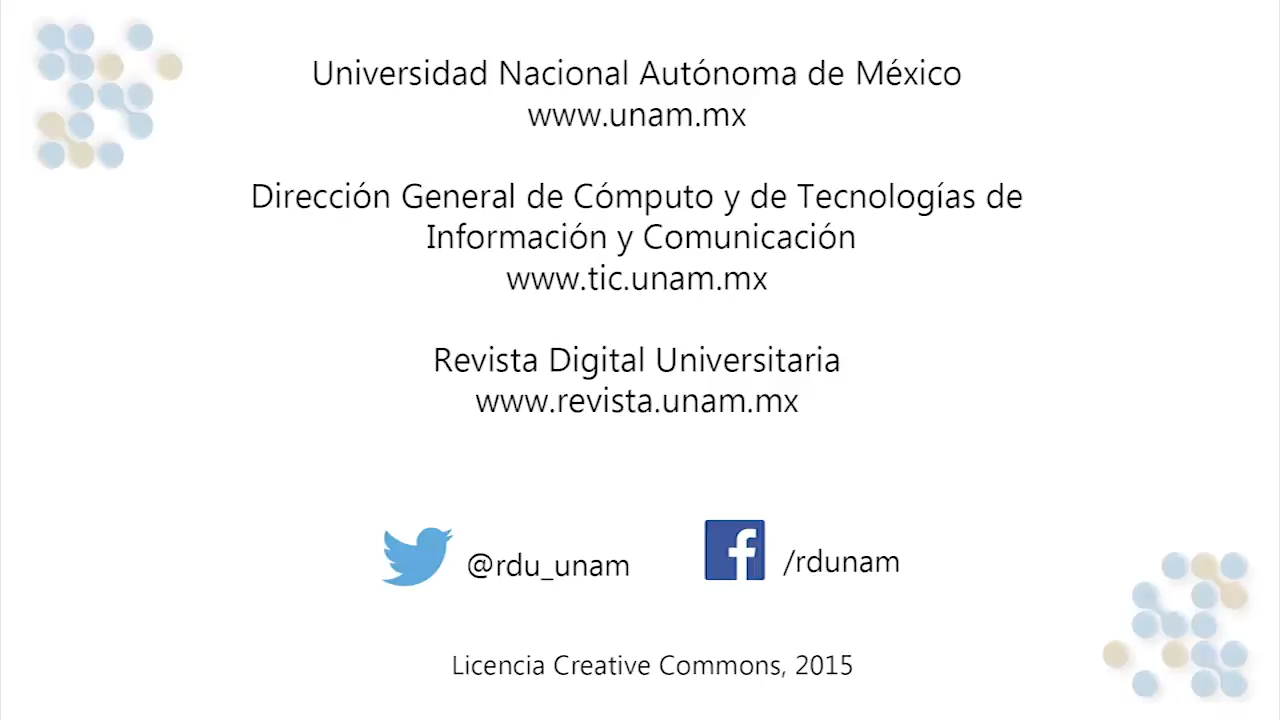 Universidad Nacional Autónoma de México
www.unam.mx
Dirección General de Cómputo y de Tecnologías de
Información y Comunicación
www.tic.unam.mx
Revista Digital Universitaria
www.revista.unam.mx
@rdu_unam
/rdunam
Licencia Creative Commons, 2015